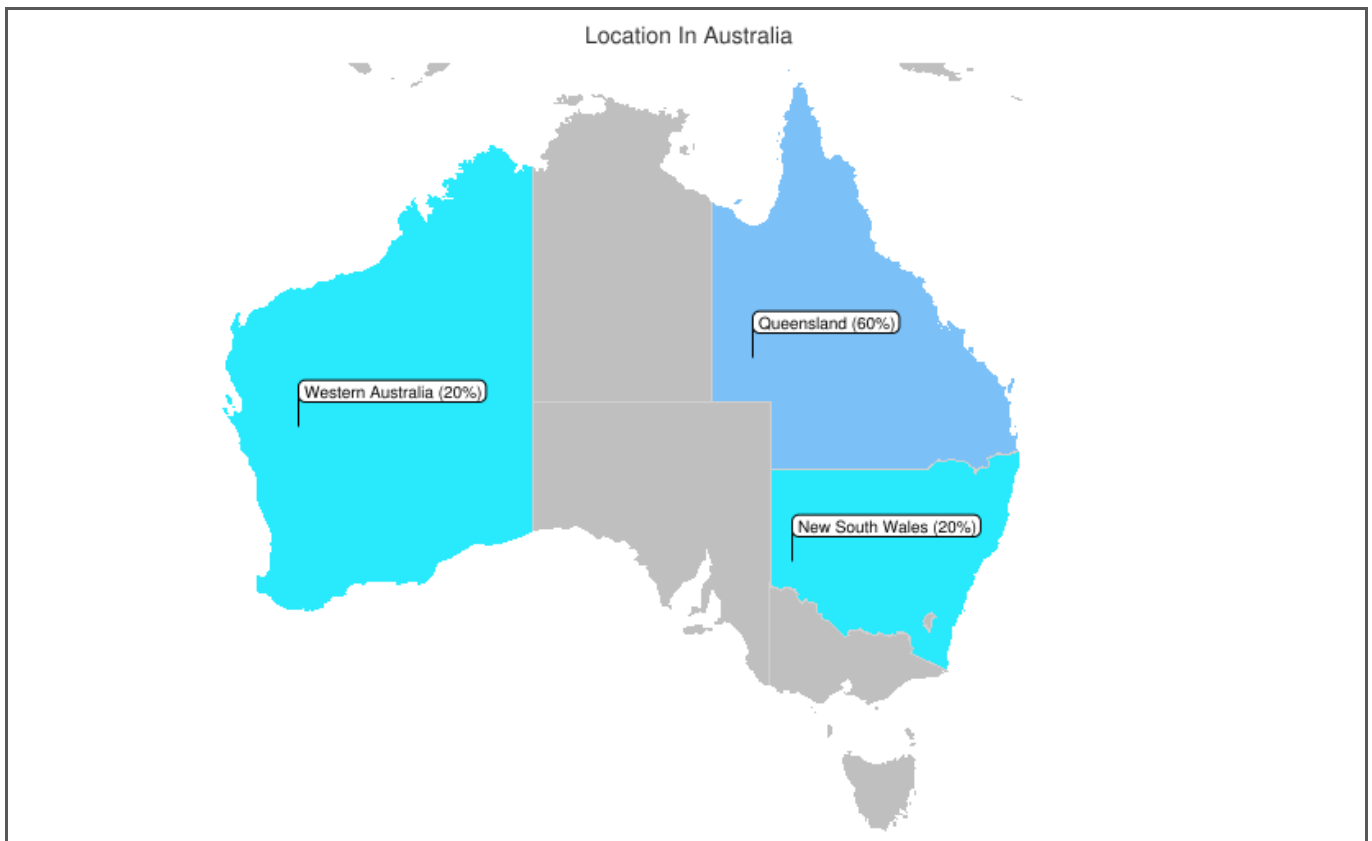 Location In Australia
Queensland (60%)
Western Australia (20%)
New South Wales (20%)